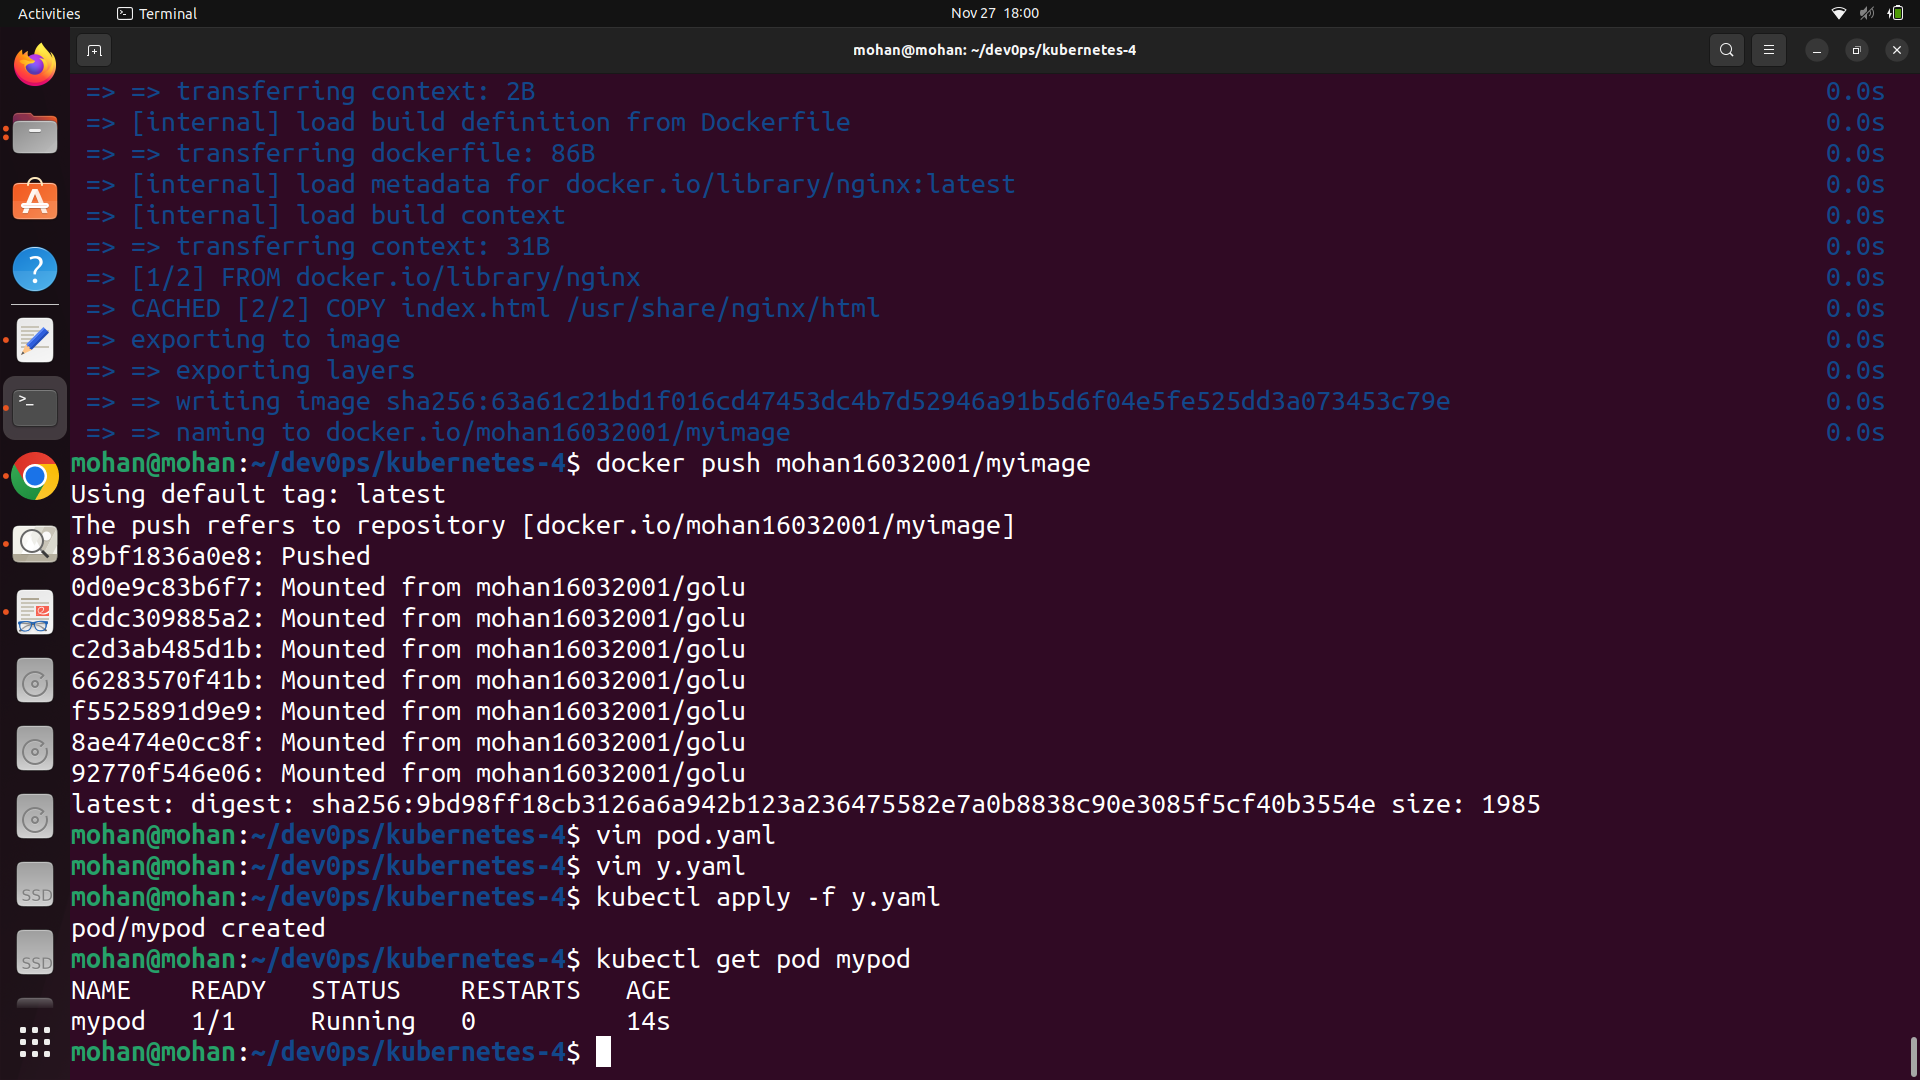 Activities
Terminal
Nov 27 18:00
mohan@mohan: ~/dev0ps/kubernetes-4
=> => transferring context: 2B 0.0s
=> [internal] load build definition from Dockerfile 0.0s
=> => transferring dockerfile: 86B 0.0s
=> [internal] load metadata for docker.io/library/nginx:latest 0.0s
=> [internal] load build context 0.0s
=> => transferring context: 31B 0.0s
=> [1/2] FROM docker.io/library/nginx 0.0s
=> CACHED [2/2] COPY index.html /usr/share/nginx/html 0.0s
=> exporting to image 0.0s
=> => exporting layers 0.0s
=> => writing image sha256:63a61c21bd1f016cd47453dc4b7d52946a91b5d6f04e5fe525dd3a073453c79e 0.0s
=> => naming to docker.io/mohan16032001/myimage 0.0s
mohan@mohan:~/dev0ps/kubernetes-4$ docker push mohan16032001/myimage
Using default tag: latest
The push refers to repository [docker.io/mohan16032001/myimage]
89bf1836a0e8: Pushed
0d0e9c83b6f7: Mounted from mohan16032001/golu
cddc309885a2: Mounted from mohan16032001/golu
c2d3ab485d1b: Mounted from mohan16032001/golu
66283570f41b: Mounted from mohan16032001/golu
f5525891d9e9: Mounted from mohan16032001/golu
8ae474e0cc8f: Mounted from mohan16032001/golu
92770f546e06: Mounted from mohan16032001/golu
latest: digest: sha256:9bd98ff18cb3126a6a942b123a236475582e7a0b8838c90e3085f5cf40b3554e size: 1985
mohan@mohan:~/dev0ps/kubernetes-4$ vim pod.yaml
mohan@mohan:~/dev0ps/kubernetes-4$ vim y.yaml
mohan@mohan:~/dev0ps/kubernetes-4$ kubectl apply -f y.yaml
pod/mypod created
mohan@mohan:~/dev0ps/kubernetes-4$ kubectl get pod mypod
NAME READY STATUS RESTARTS AGE
mypod 1/1 Running 0 14s
mohan@mohan:~/dev0ps/kubernetes-4$
SSD
SSD